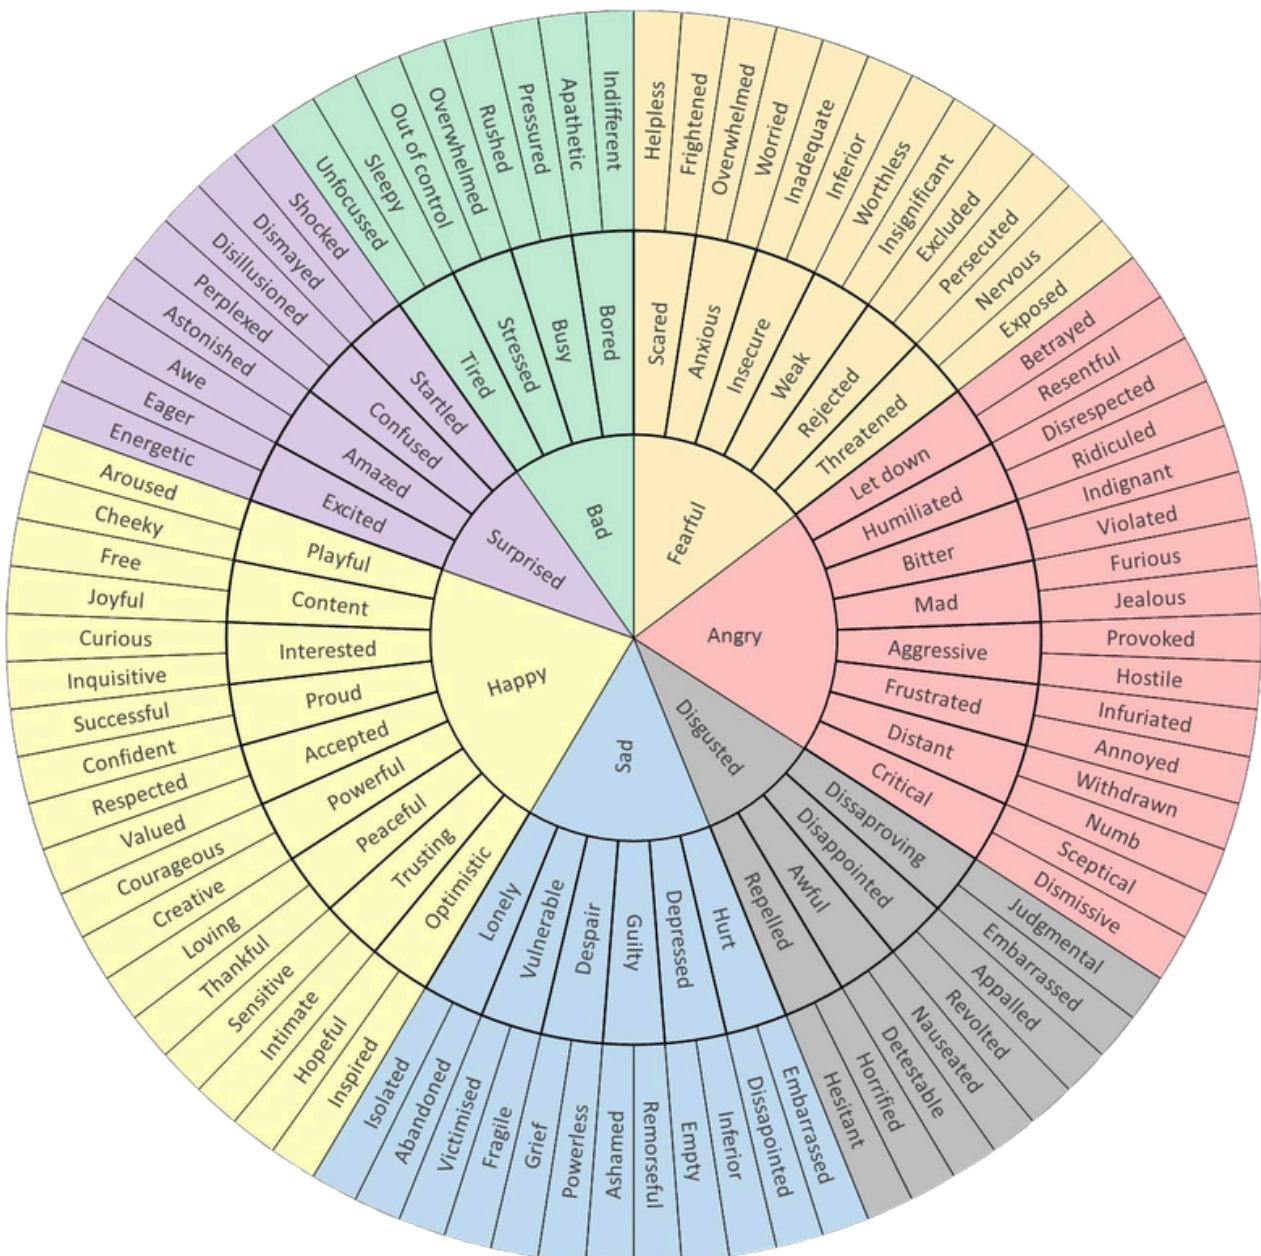 Bad
Fearful
Angry
Disgusted
Sad
Happy
Surprised
Bored
Scared
Anxious
Insecure
Weak
Rejected
Threatened
Let down
Humiliated
Bitter
Mad
Aggressive
Frustrated
Distant
Critical
Dissaproving
Disappointed
Awful
Repelled
Hurt
Depressed
Guilty
Despair
Vulnerable
Lonely
Optimistic
Trusting
Peaceful
Powerful
Accepted
Proud
Interested
Content
Playful
Excited
Amazed
Confused
Startled
Tired
Stressed
Busy
Indifferent
Helpless
Frightened
Overwhelmed
Worried
Inadequate
Inferior
Worthless
Insignificant
Excluded
Persecuted
Nervous
Exposed
Betrayed
Resentful
Disrespected
Ridiculed
Indignant
Violated
Furious
Jealous
Provoked
Hostile
Infuriated
Annoyed
Withdrawn
Numb
Sceptical
Dismissive
Judgmental
Embarrassed
Appalled
Revolted
Nauseated
Detestable
Horrified
Hesitant
Embarrassed
Dissapointed
Inferior
Empty
Remorseful
Ashamed
Powerless
Grief
Fragile
Victimised
Abandoned
Isolated
Inspired
Hopeful
Intimate
Sensitive
Thankful
Loving
Creative
Courageous
Valued
Respected
Confident
Successful
Inquisitive
Curious
Joyful
Free
Cheeky
Aroused
Energetic
Eager
Awe
Astonished
Perplexed
Disillusioned
Dismayed
Shocked
Unfocussed
Sleepy
Out of control
Overwhelmed
Rushed
Pressured
Apathetic